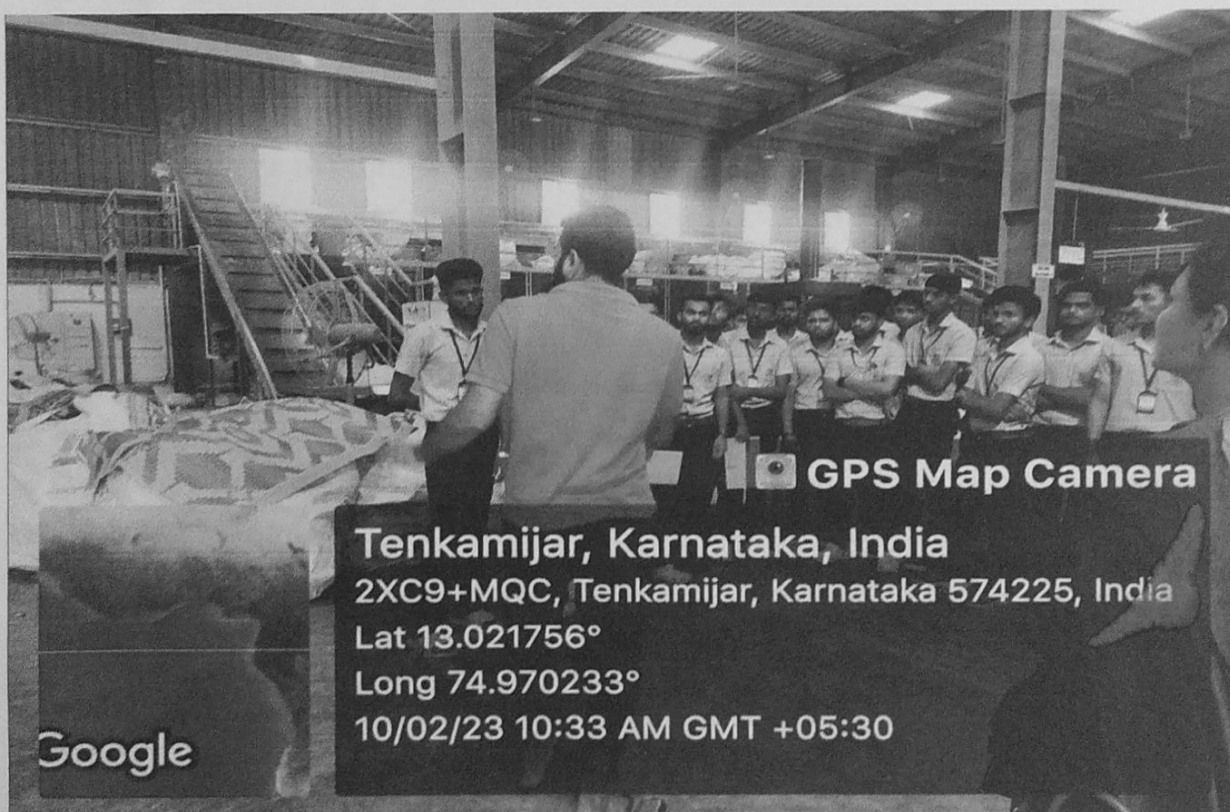 GPS Map Camera
Tenkamijar, Karnataka, India
2XC9+MQC, Tenkamijar, Karnataka 574225, India
Lat 13.021756°
Long 74.970233°
10/02/23 10:33 AM GMT +05:30
Google